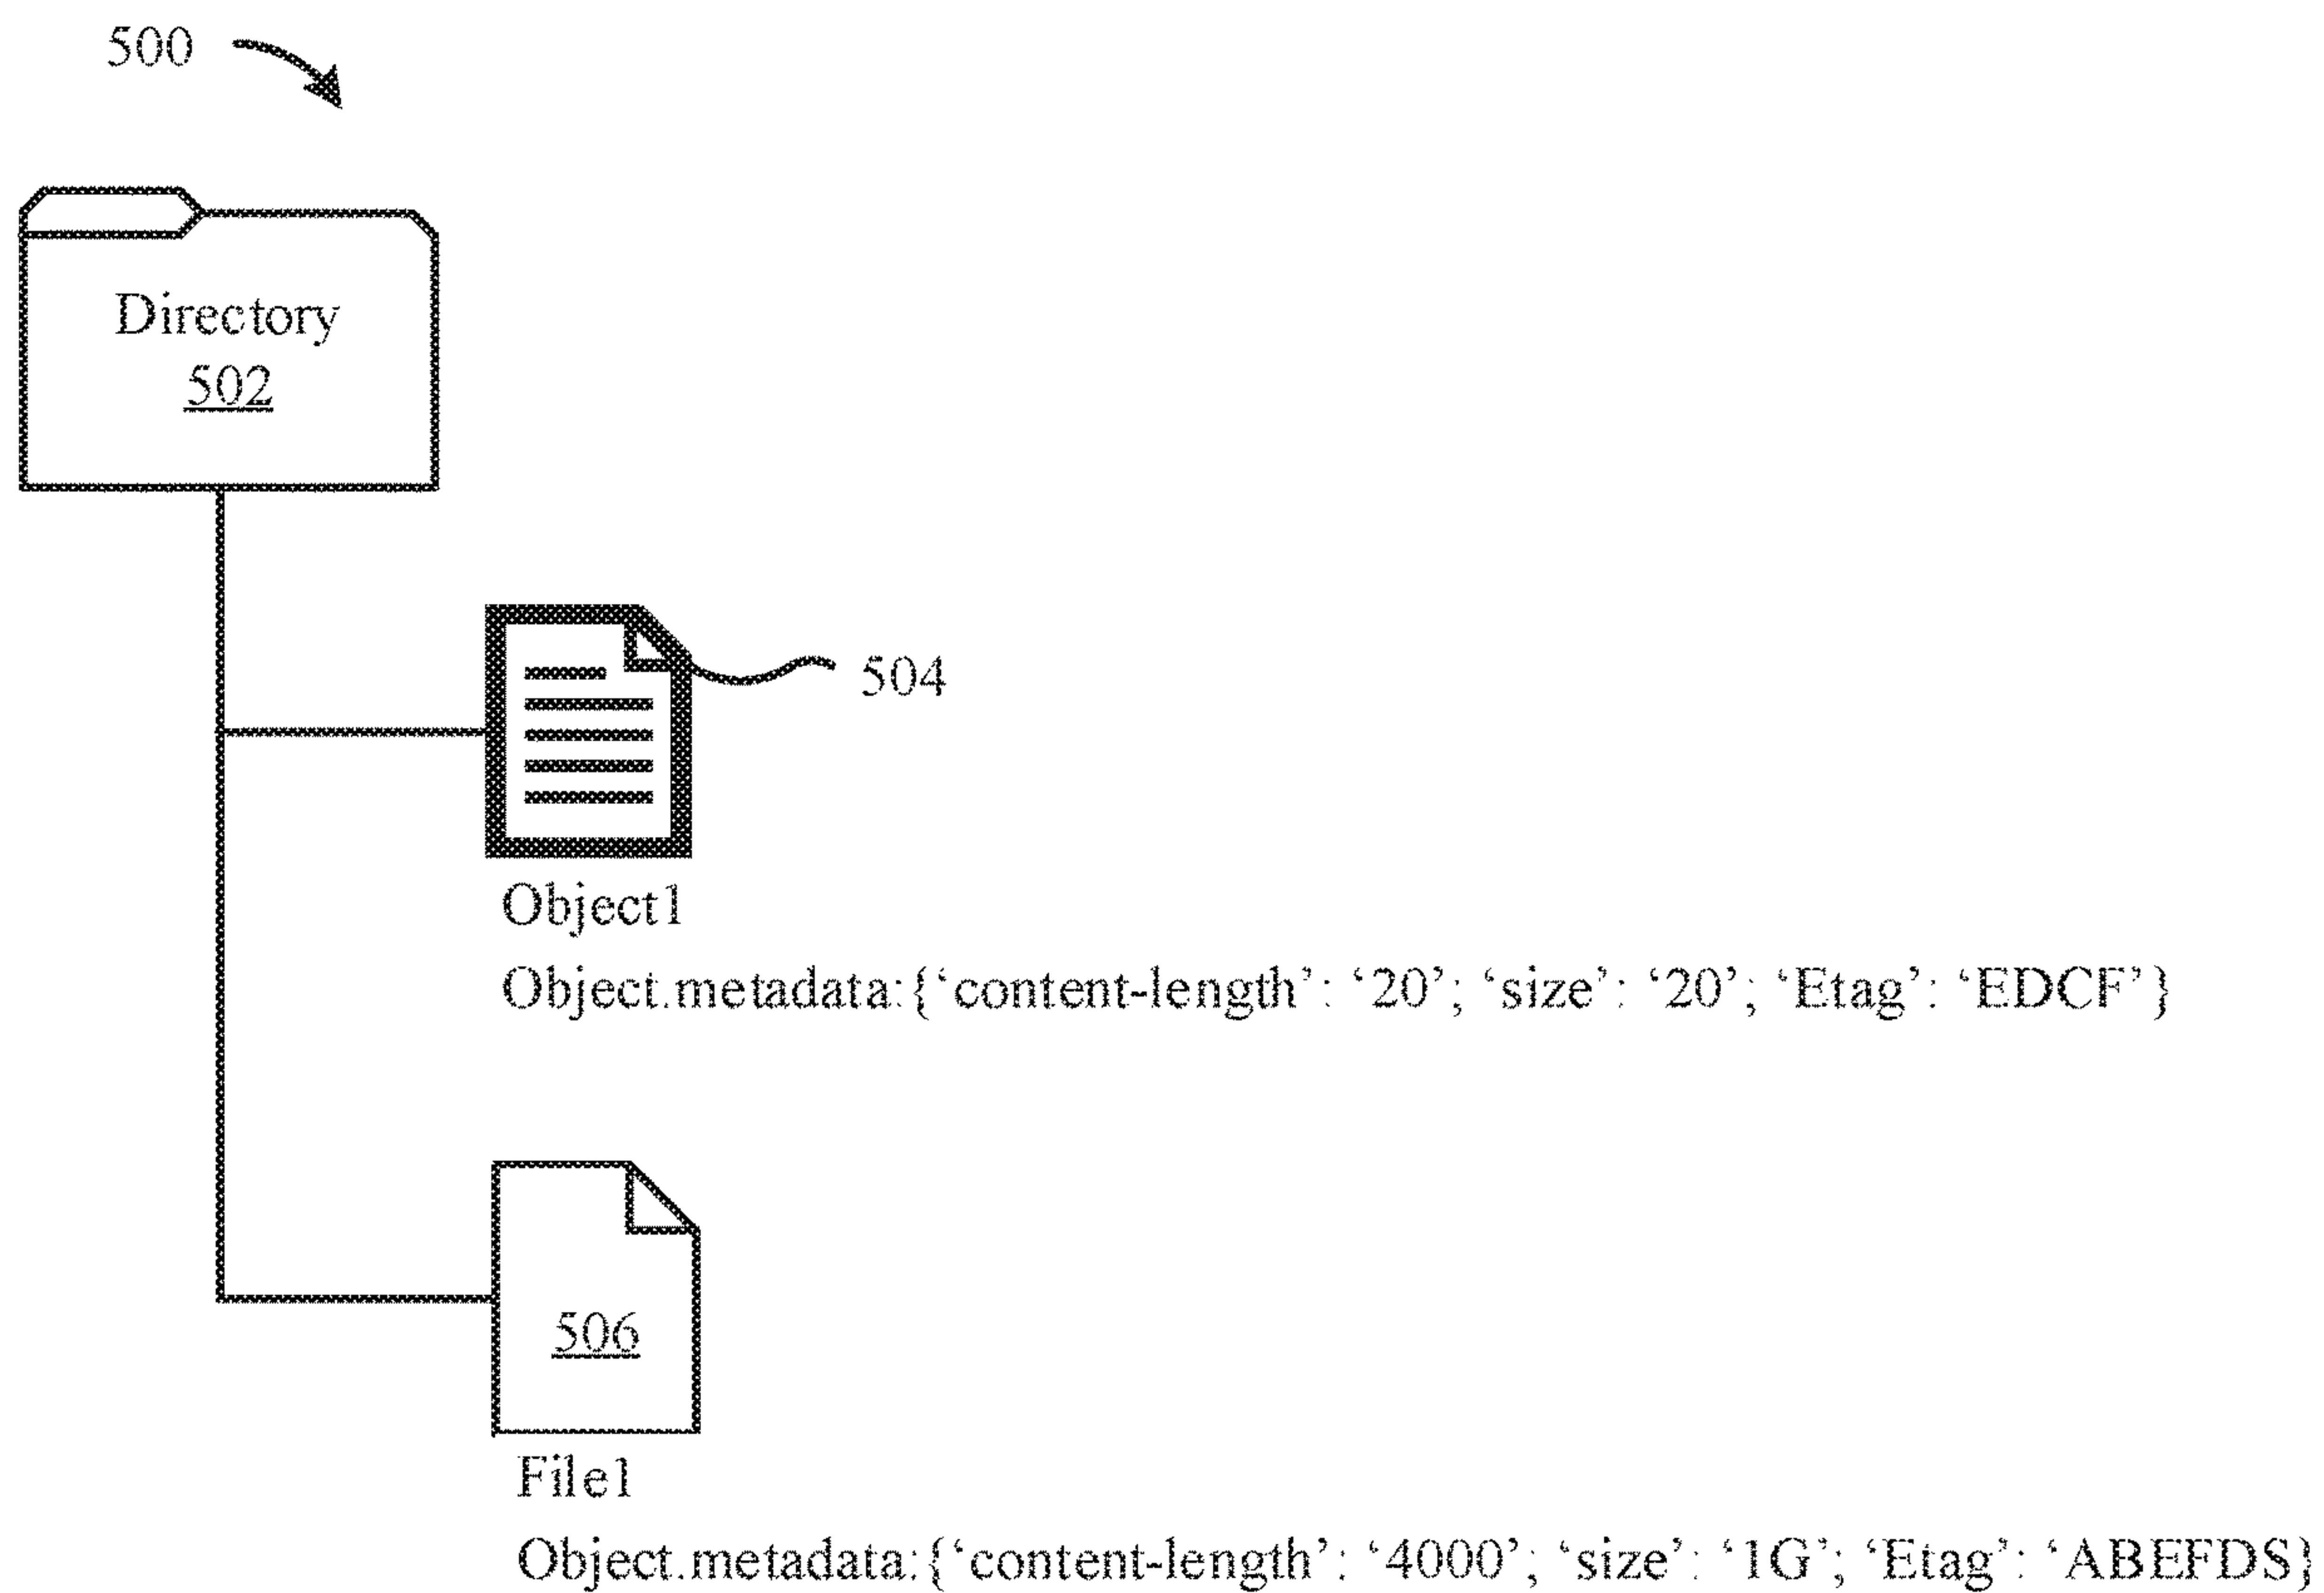 500
Directory
502
504
Object1
Object.metadata:{‘content-length’: ‘20’; ‘size’: ‘20’; ‘Etag’: ‘EDCF’}
506
File1
Object.metadata:{‘content-length’: ‘4000’; ‘size’: ‘1G’; ‘Etag’: ‘ABEFDS}